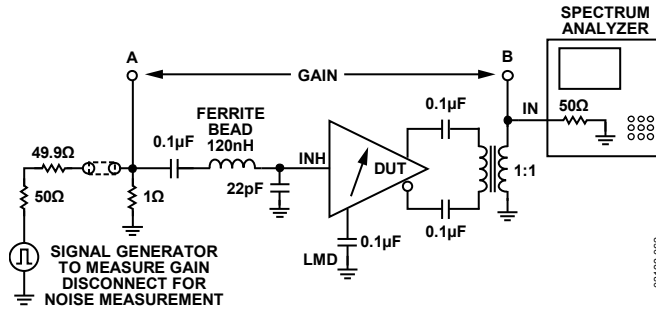 SPECTRUM
ANALYZER
A
GAIN
B
IN
50Ω
49.9Ω
0.1µF
FERRITE
BEAD
120nH
INH
0.1µF
DUT
1:1
50Ω
1Ω
22pF
0.1µF
LMD
0.1µF
SIGNAL GENERATOR
TO MEASURE GAIN
DISCONNECT FOR
NOISE MEASUREMENT